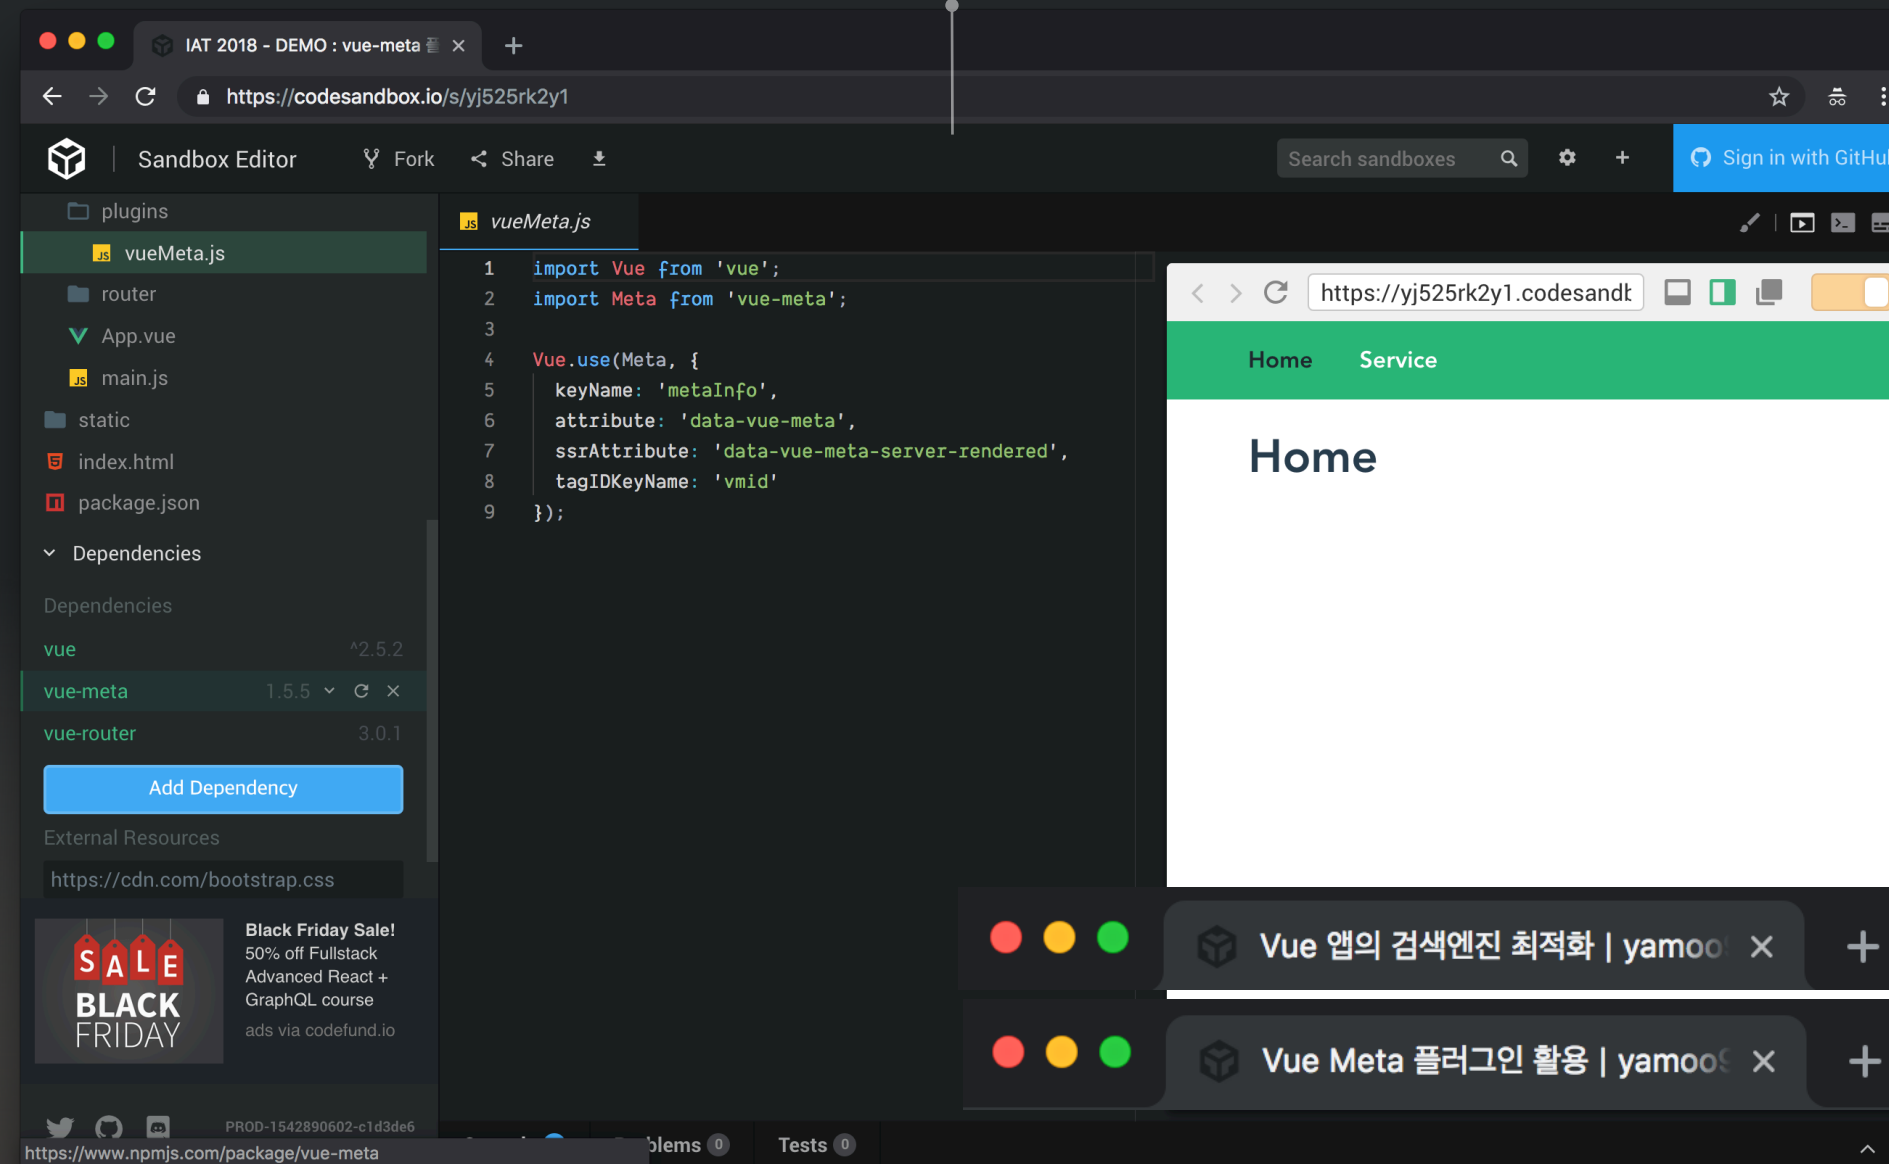 IAT 2018 - DEMO : vue-meta
https://codesandbox.io/s/yj525rk2y1
Sandbox Editor
Fork
Share
Search sandboxes
Sign in with GitHu
plugins
vueMeta.js
router
App.vue
main.js
static
index.html
package.json
Dependencies
Dependencies
vue ^2.5.2
vue-meta 1.5.5
vue-router 3.0.1
Add Dependency
External Resources
https://cdn.com/bootstrap.css
SALE
BLACK
FRIDAY
Black Friday Sale!
50% off Fullstack
Advanced React +
GraphQL course
ads via codefund.io
PROD-1542890602-c1d3de6
https://www.npmjs.com/package/vue-meta
vueMeta.js
1 import Vue from 'vue';
2 import Meta from 'vue-meta';
3
4 Vue.use(Meta, {
5 keyName: 'metaInfo',
6 attribute: 'data-vue-meta',
7 ssrAttribute: 'data-vue-meta-server-rendered',
8 tagIDKeyName: 'vmid'
9 });
blems 0
Tests 0
https://yj525rk2y1.codesandb
Home Service
Home
Vue 앱의 검색엔진 최적화 | yamoo9
Vue Meta 플러그인 활용 | yamoo9